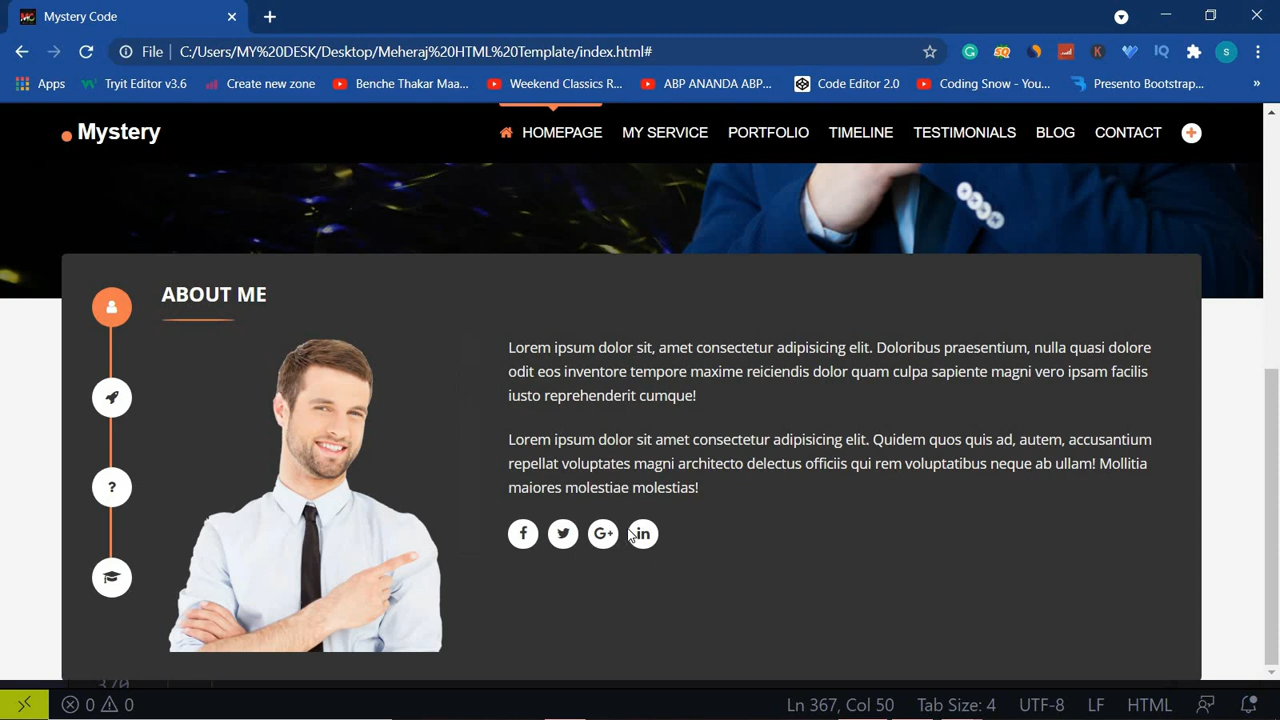 Mystery Code
File C:/Users/MY%20DESK/Desktop/Meheraj%20HTML%20Template/index.html#
S
Apps Tryit Editor v3.6 Create new zone Benche Thakar Maa... Weekend Classics R... ABP ANANDA ABP... Code Editor 2.0 Coding Snow - You... Presento Bootstrap... »
Mystery HOMEPAGE MY SERVICE PORTFOLIO TIMELINE TESTIMONIALS BLOG CONTACT
ABOUT ME
Lorem ipsum dolor sit, amet consectetur adipisicing elit. Doloribus praesentium, nulla quasi dolore
odit eos inventore tempore maxime reiciendis dolor quam culpa sapiente magni vero ipsam facilis
iusto reprehenderit cumque!
Lorem ipsum dolor sit amet consectetur adipisicing elit. Quidem quos quis ad, autem, accusantium
repellat voluptates magni architecto delectus officiis qui rem voluptatibus neque ab ullam! Mollitia
maiores molestiae molestias!
f G+ in
?
0 0 Ln 367, Col 50 Tab Size: 4 UTF-8 LF HTML